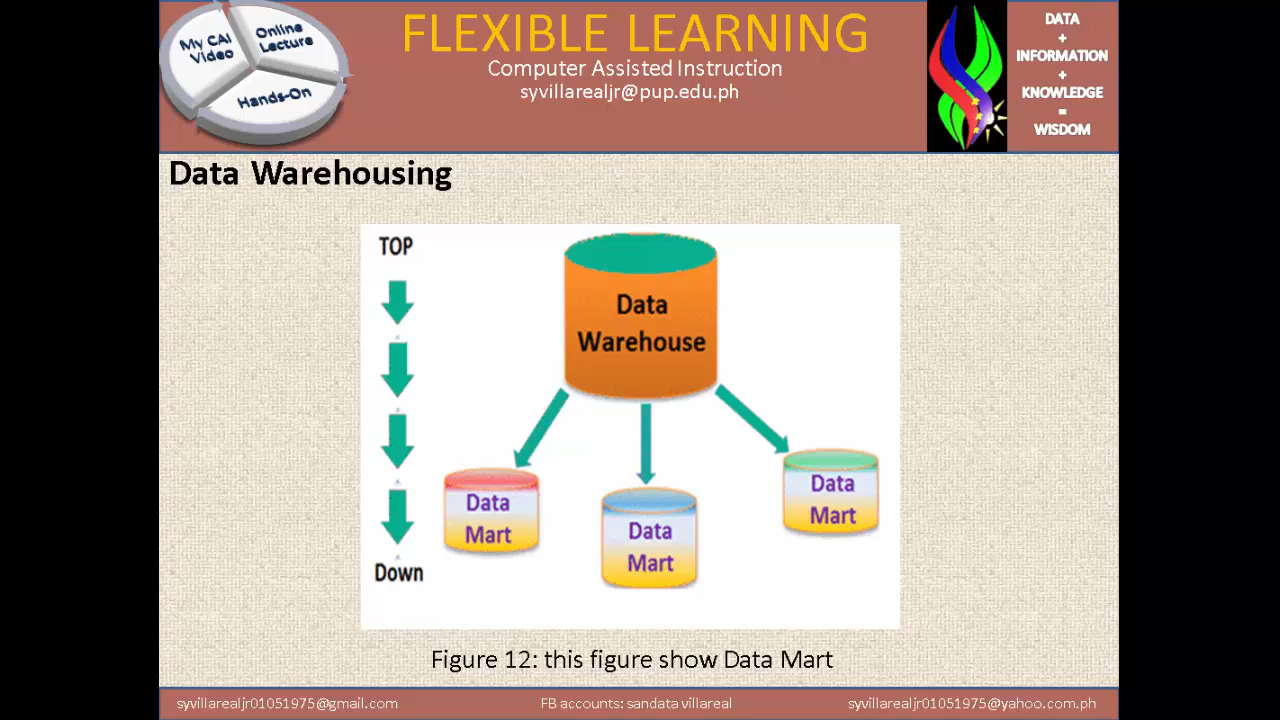 My CAI
Video
Online
Lecture
Hands-On
FLEXIBLE LEARNING
Computer Assisted Instruction
syvillarealjr@pup.edu.ph
DATA
+
INFORMATION
+
KNOWLEDGE
=
WISDOM
Data Warehousing
TOP
Data
Warehouse
Data
Mart
Data
Mart
Data
Mart
Down
Figure 12: this figure show Data Mart
syvillarealjr01051975@gmail.com
FB accounts: sandata villareal
syvillarealjr01051975@yahoo.com.ph